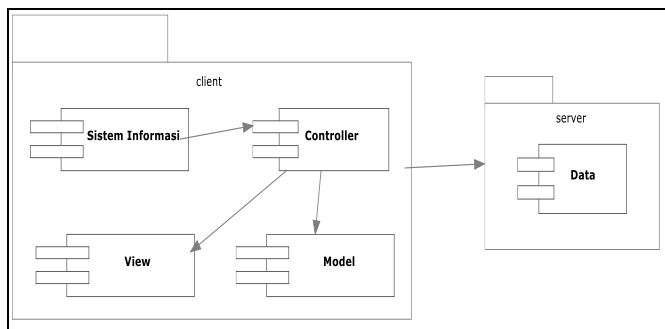 client
server
Sistem Informasi
Controller
Data
View
Model